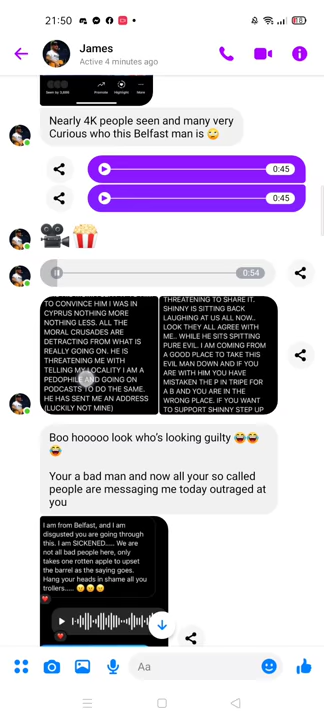 21:50
83
James
Active 4 minutes ago
Promote
Highlight
More
Nearly 4K people seen and many very
Curious who this Belfast man is 🙄
0:45
0:45
🎥🍿
0:54
TO CONVINCE HIM I WAS IN
CYPRUS NOTHING MORE
NOTHING LESS. ALL THE
MORAL CRUSADES ARE
DETRACTING FROM WHAT IS
REALLY GOING ON. HE IS
THREATENING ME WITH
TELLING MY LOCALITY I AM A
PEDOPHILE AND GOING ON
PODCASTS TO DO THE SAME.
HE HAS SENT ME AN ADDRESS
(LUCKILY NOT MINE)
THREATENING TO SHARE IT.
SHINNY IS SITTING BACK
LAUGHING AT US ALL NOW..
LOOK THEY ALL AGREE WITH
ME.. WHILE HE SITS SPITTING
PURE EVIL. I AM COMING FROM
A GOOD PLACE TO TAKE THIS
EVIL MAN DOWN AND IF YOU
ARE WITH HIM YOU HAVE
MISTAKEN THE P IN TRIPE FOR
A B AND YOU ARE IN THE
WRONG PLACE. IF YOU WANT
TO SUPPORT SHINNY STEP UP
Boo hooooo look who's looking guilty 😂😂
😂
Your a bad man and now all your so called
people are messaging me today outraged at
you
I am from Belfast, and I am
disgusted you are going through
this. I am SICKENED..... We are
not all bad people here, only
takes one rotten apple to upset
the barrel as the saying goes.
Hang your heads in shame all you
trollers..... 😠😠😠
Aa